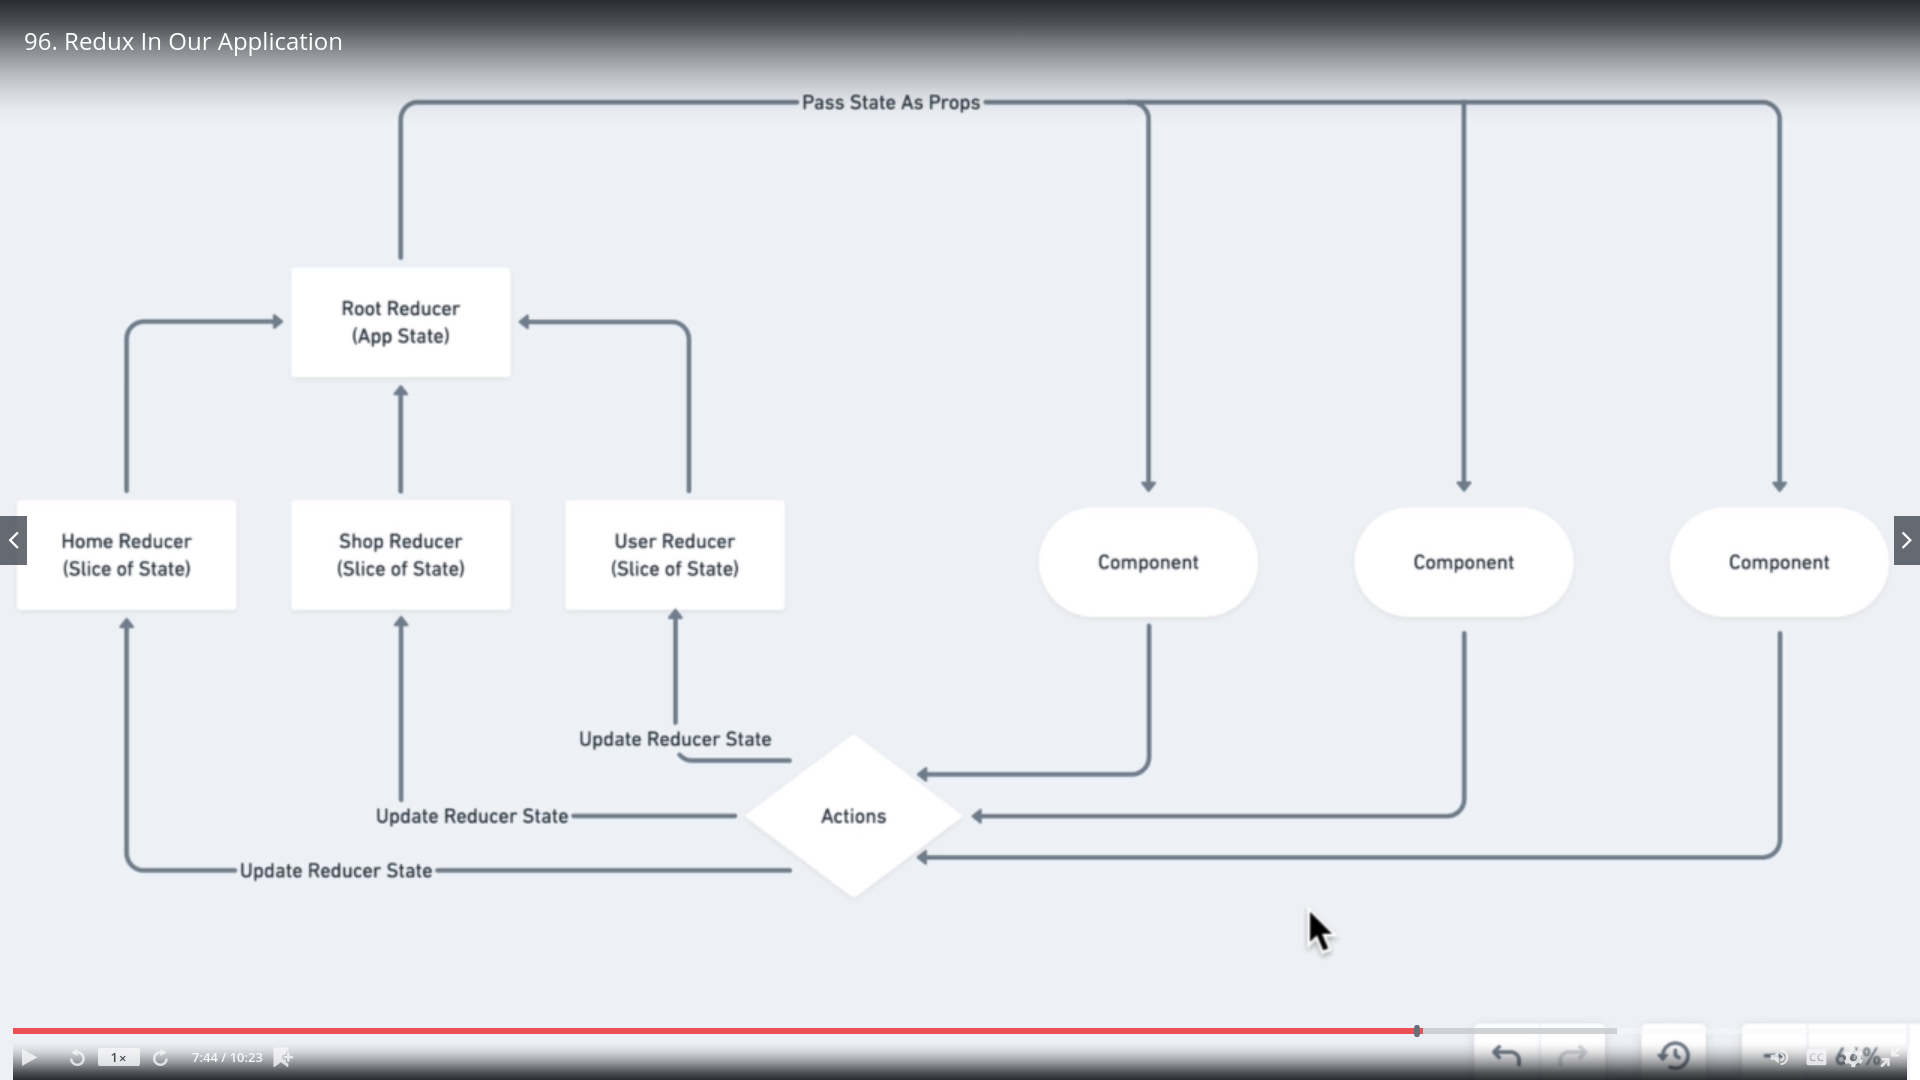 96. Redux In Our Application
Pass State As Props
Root Reducer
(App State)
Home Reducer
(Slice of State)
Shop Reducer
(Slice of State)
User Reducer
(Slice of State)
Component
Component
Component
Update Reducer State
Update Reducer State
Actions
Update Reducer State
1×
7:44 / 10:23
CC